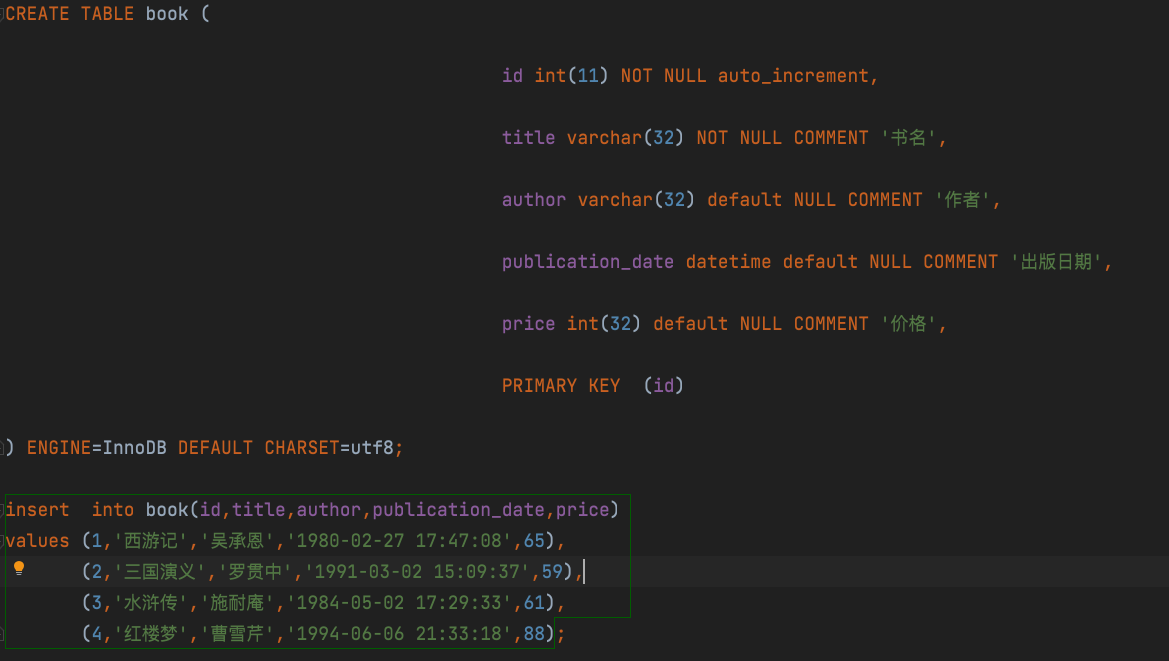 CREATE TABLE book (
id int(11) NOT NULL auto_increment,
title varchar(32) NOT NULL COMMENT '书名',
author varchar(32) default NULL COMMENT '作者',
publication_date datetime default NULL COMMENT '出版日期',
price int(32) default NULL COMMENT '价格',
PRIMARY KEY  (id)
) ENGINE=InnoDB DEFAULT CHARSET=utf8;
insert  into book(id,title,author,publication_date,price)
values (1,'西游记','吴承恩','1980-02-27 17:47:08',65),
(2,'三国演义','罗贯中','1991-03-02 15:09:37',59),
(3,'水浒传','施耐庵','1984-05-02 17:29:33',61),
(4,'红楼梦','曹雪芹','1994-06-06 21:33:18',88);